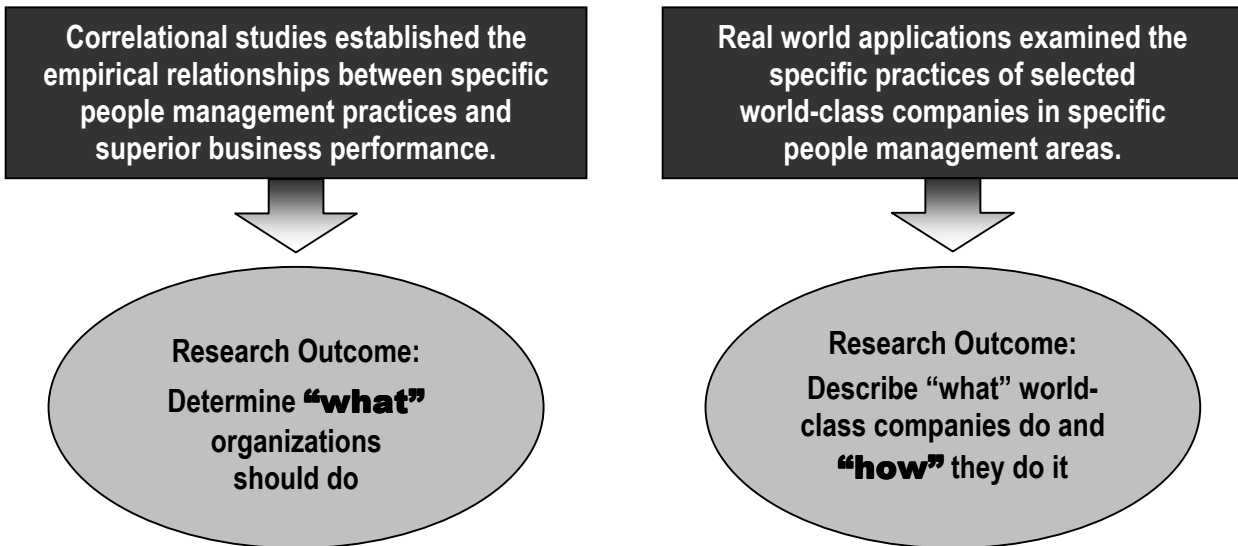 Correlational studies established the
empirical relationships between specific
people management practices and
superior business performance.
Real world applications examined the
specific practices of selected
world-class companies in specific
people management areas.
Research Outcome:
Determine “what”
organizations
should do
Research Outcome:
Describe “what” world-
class companies do and
“how” they do it